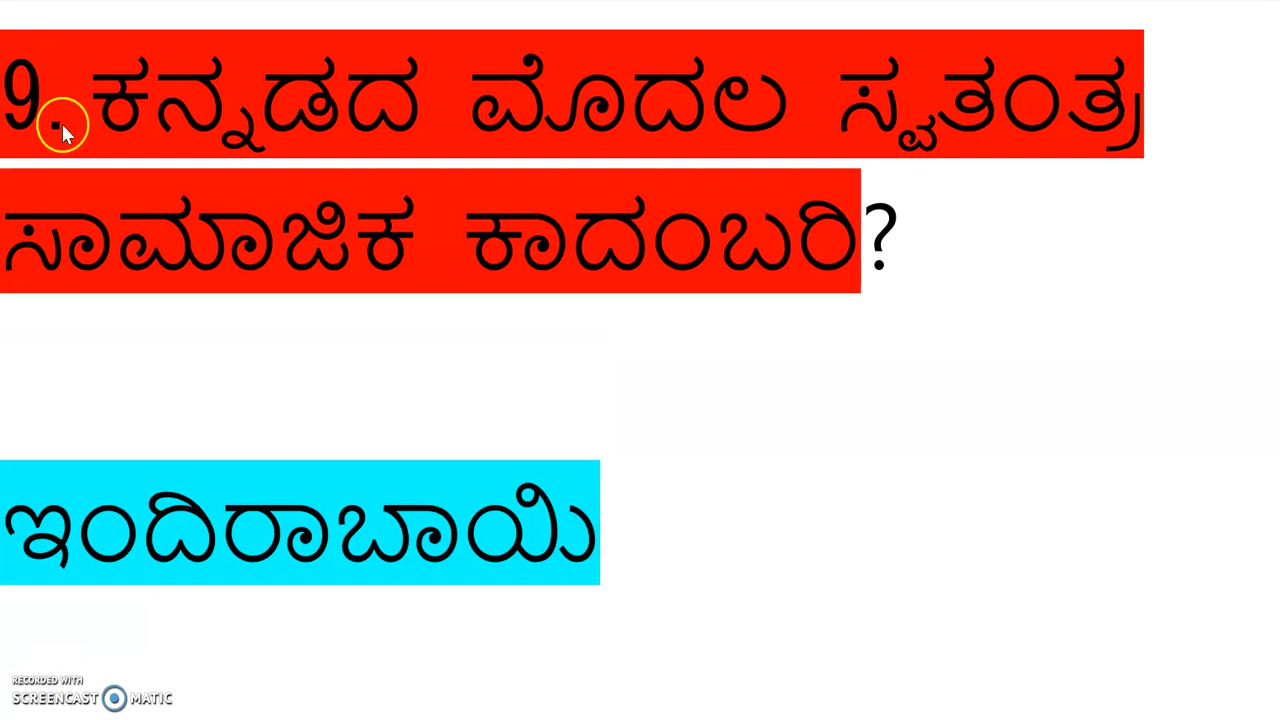 9. ಕನ್ನಡದ ಮೊದಲ ಸ್ವತಂತ್ರ
ಸಾಮಾಜಿಕ ಕಾದಂಬರಿ?
ಇಂದಿರಾಬಾಯಿ
RECORDED WITH
SCREENCAST MATIC